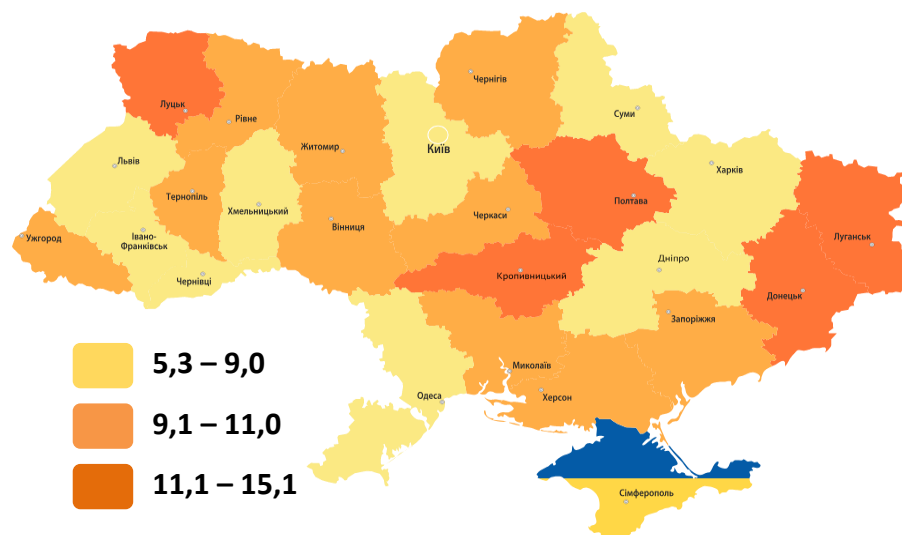 Чернігів
Суми
Луцьк
Рівне
Житомир
Київ
Львів
Харків
Тернопіль
Хмельницький
Полтава
Черкаси
Вінниця
Івано-
Франківськ
Ужгород
Луганськ
Чернівці
Кропивницький
Дніпро
Донецьк
Запоріжжя
Миколаїв
Херсон
Одеса
Сімферополь
5,3 – 9,0
9,1 – 11,0
11,1 – 15,1